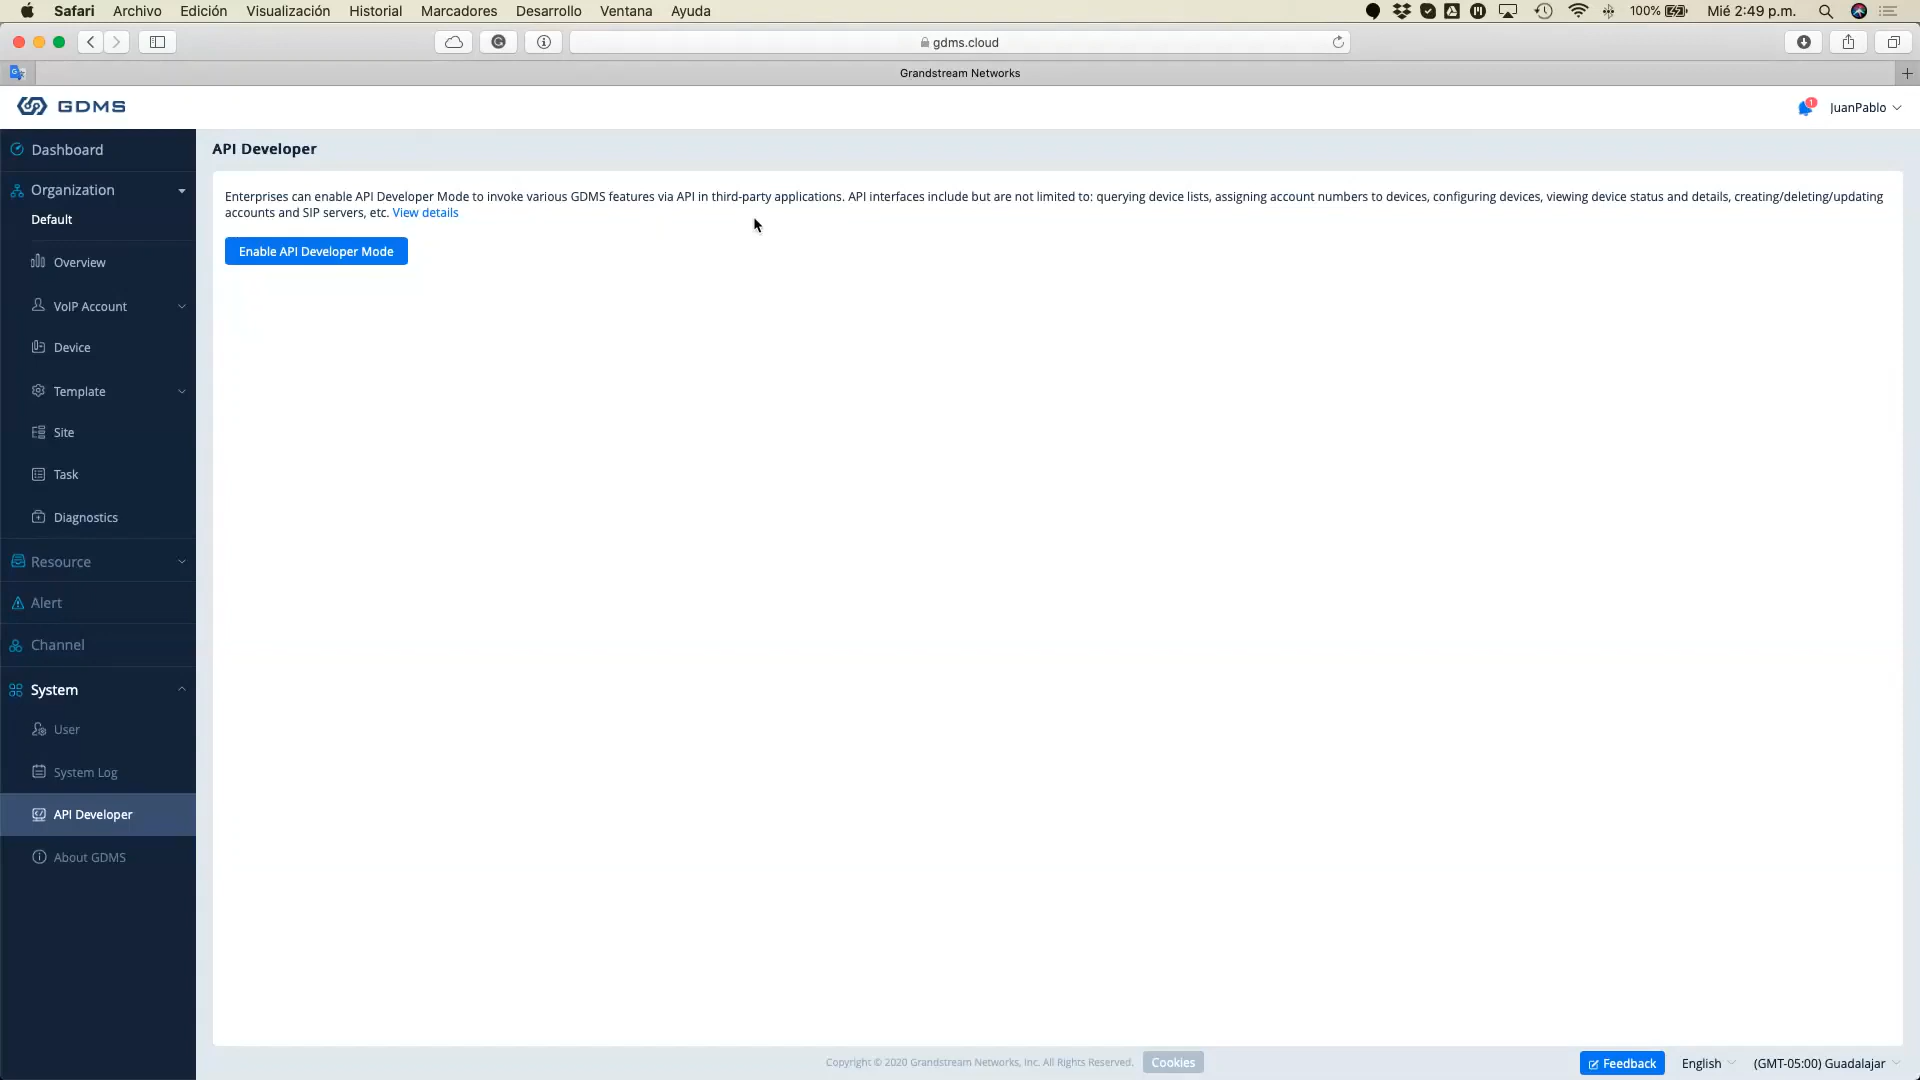 Safari Archivo Edición Visualización Historial Marcadores Desarrollo Ventana Ayuda 100% Mié 2:49 p.m.
gdms.cloud
Grandstream Networks
GDMS
1 JuanPablo
Dashboard
Organization
Default
Overview
VoIP Account
Device
Template
Site
Task
Diagnostics
Resource
Alert
Channel
System
User
System Log
API Developer
About GDMS
API Developer
Enterprises can enable API Developer Mode to invoke various GDMS features via API in third-party applications. API interfaces include but are not limited to: querying device lists, assigning account numbers to devices, configuring devices, viewing device status and details, creating/deleting/updating
accounts and SIP servers, etc. View details
Enable API Developer Mode
Copyright © 2020 Grandstream Networks, Inc. All Rights Reserved. Cookies
Feedback English (GMT-05:00) Guadalajar